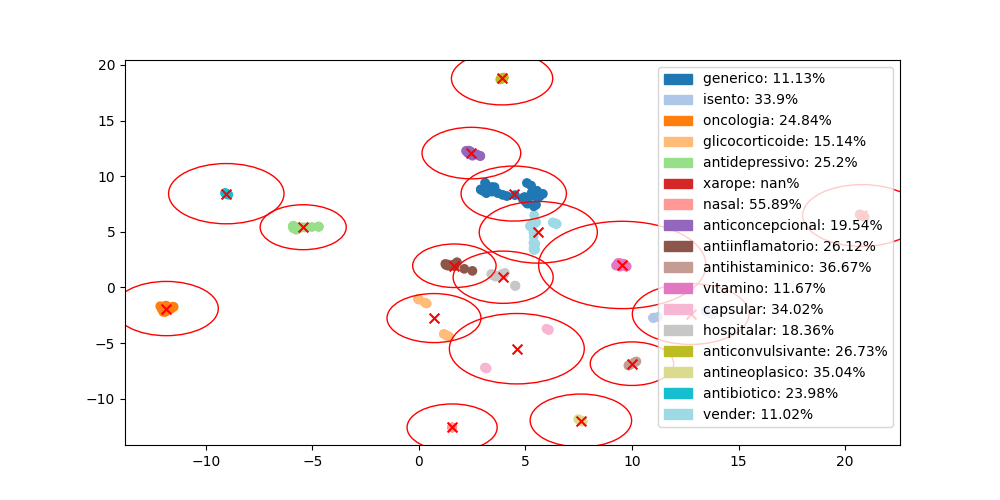 20
15
10
5
0
−5
−10
−10
−5
0
5
10
15
20
generico: 11.13%
isento: 33.9%
oncologia: 24.84%
glicocorticoide: 15.14%
antidepressivo: 25.2%
xarope: nan%
nasal: 55.89%
anticoncepcional: 19.54%
antiinflamatorio: 26.12%
antihistaminico: 36.67%
vitamino: 11.67%
capsular: 34.02%
hospitalar: 18.36%
anticonvulsivante: 26.73%
antineoplasico: 35.04%
antibiotico: 23.98%
vender: 11.02%